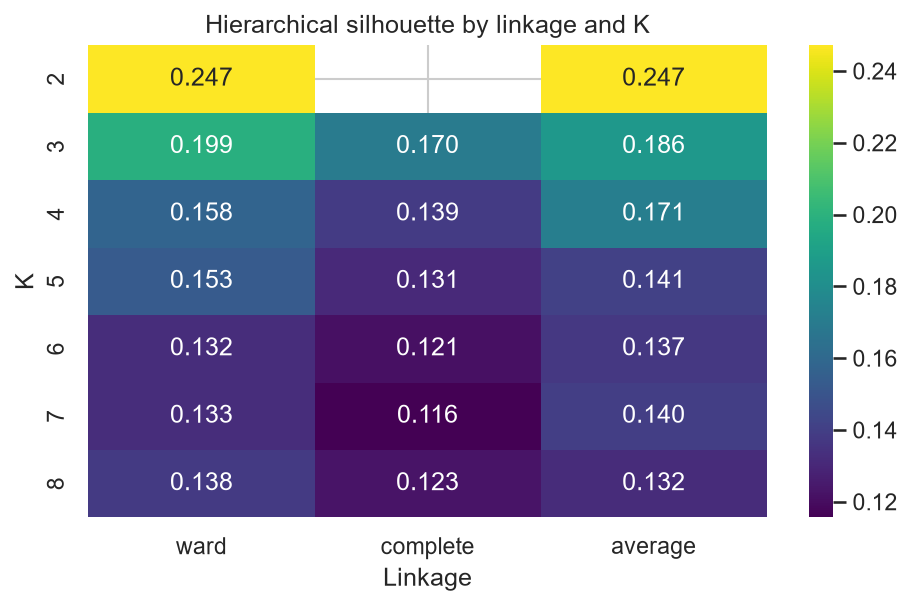 Hierarchical silhouette by linkage and K
2 0.247 0.247
3 0.199 0.170 0.186
4 0.158 0.139 0.171
5 0.153 0.131 0.141
6 0.132 0.121 0.137
7 0.133 0.116 0.140
8 0.138 0.123 0.132
K
ward complete average
Linkage
0.24
0.22
0.20
0.18
0.16
0.14
0.12